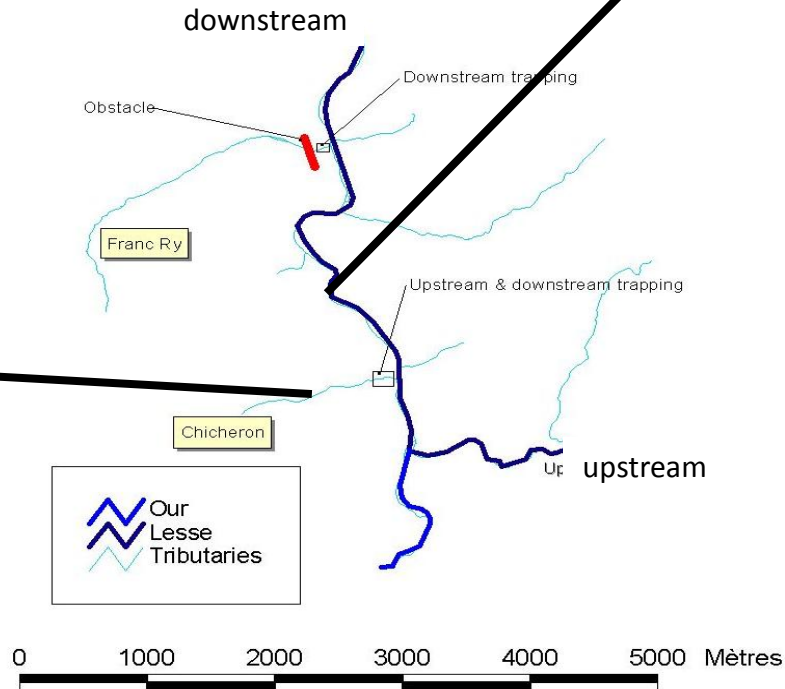 downstream
Downstream trapping
Obstacle
Franc Ry
Upstream & downstream trapping
Chicheron
Up
upstream
Our
Lesse
Tributaries
0 1000 2000 3000 4000 5000 Mètres